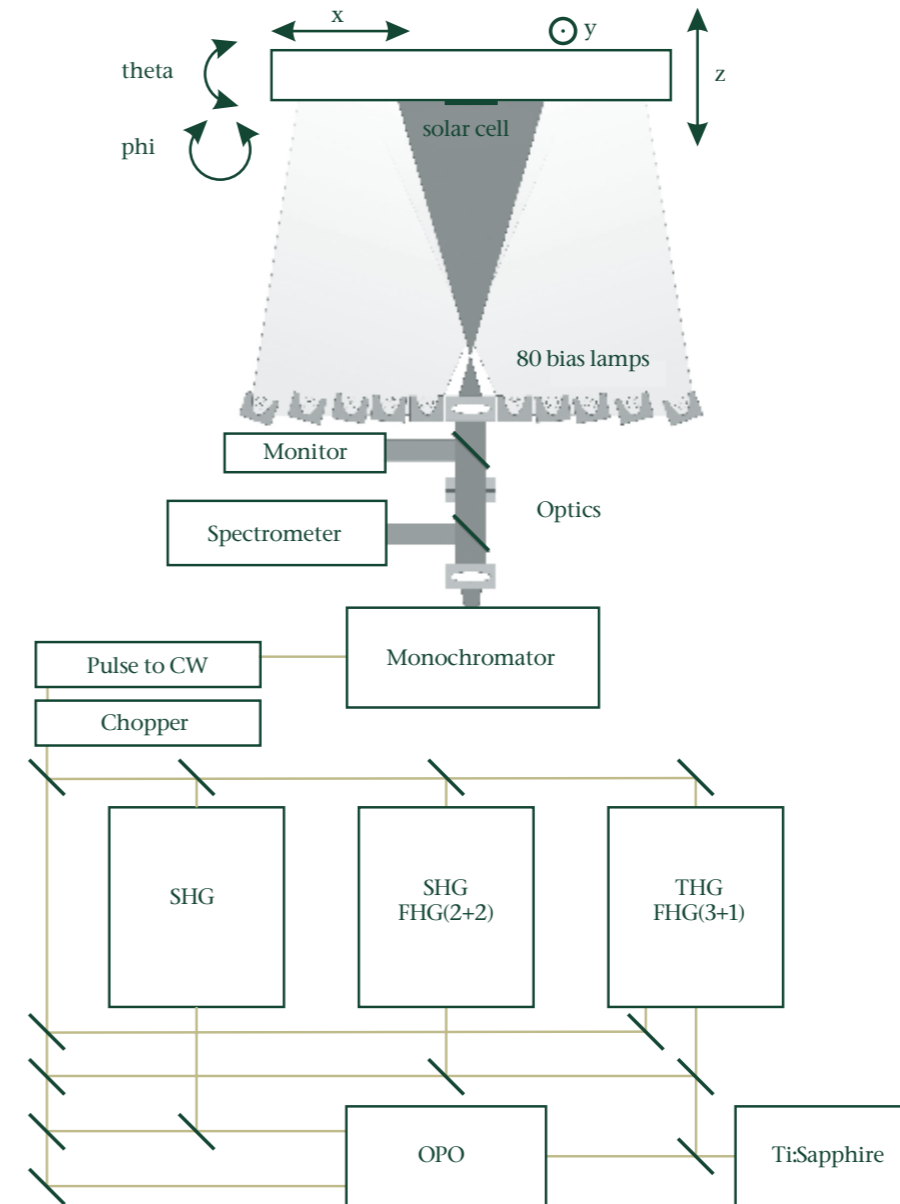 x
y
theta
z
solar cell
phi
80 bias lamps
Monitor
Optics
Spectrometer
Monochromator
Pulse to CW
Chopper
SHG
SHG
FHG(2+2)
THG
FHG(3+1)
OPO
Ti:Sapphire